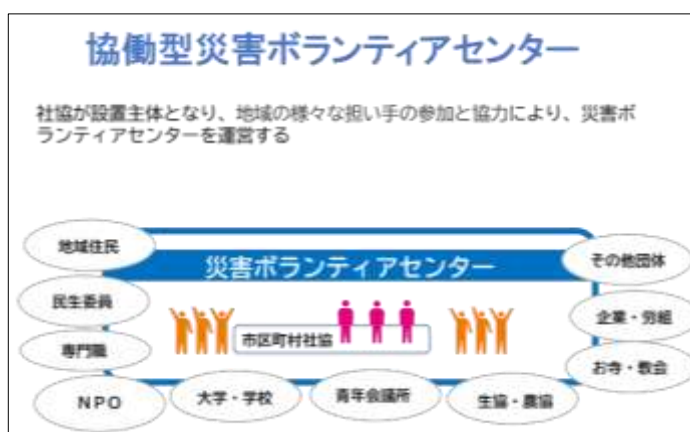 協働型災害ボランティアセンター
社協が設置主体となり、地域の様々な担い手の参加と協力により、災害ボ
ランティアセンターを運営する
地域住民
災害ボランティアセンター
その他団体
民生委員
企業・労組
市区町村社協
専門職
お寺・教会
NPO
大学・学校
青年会議所
生協・農協